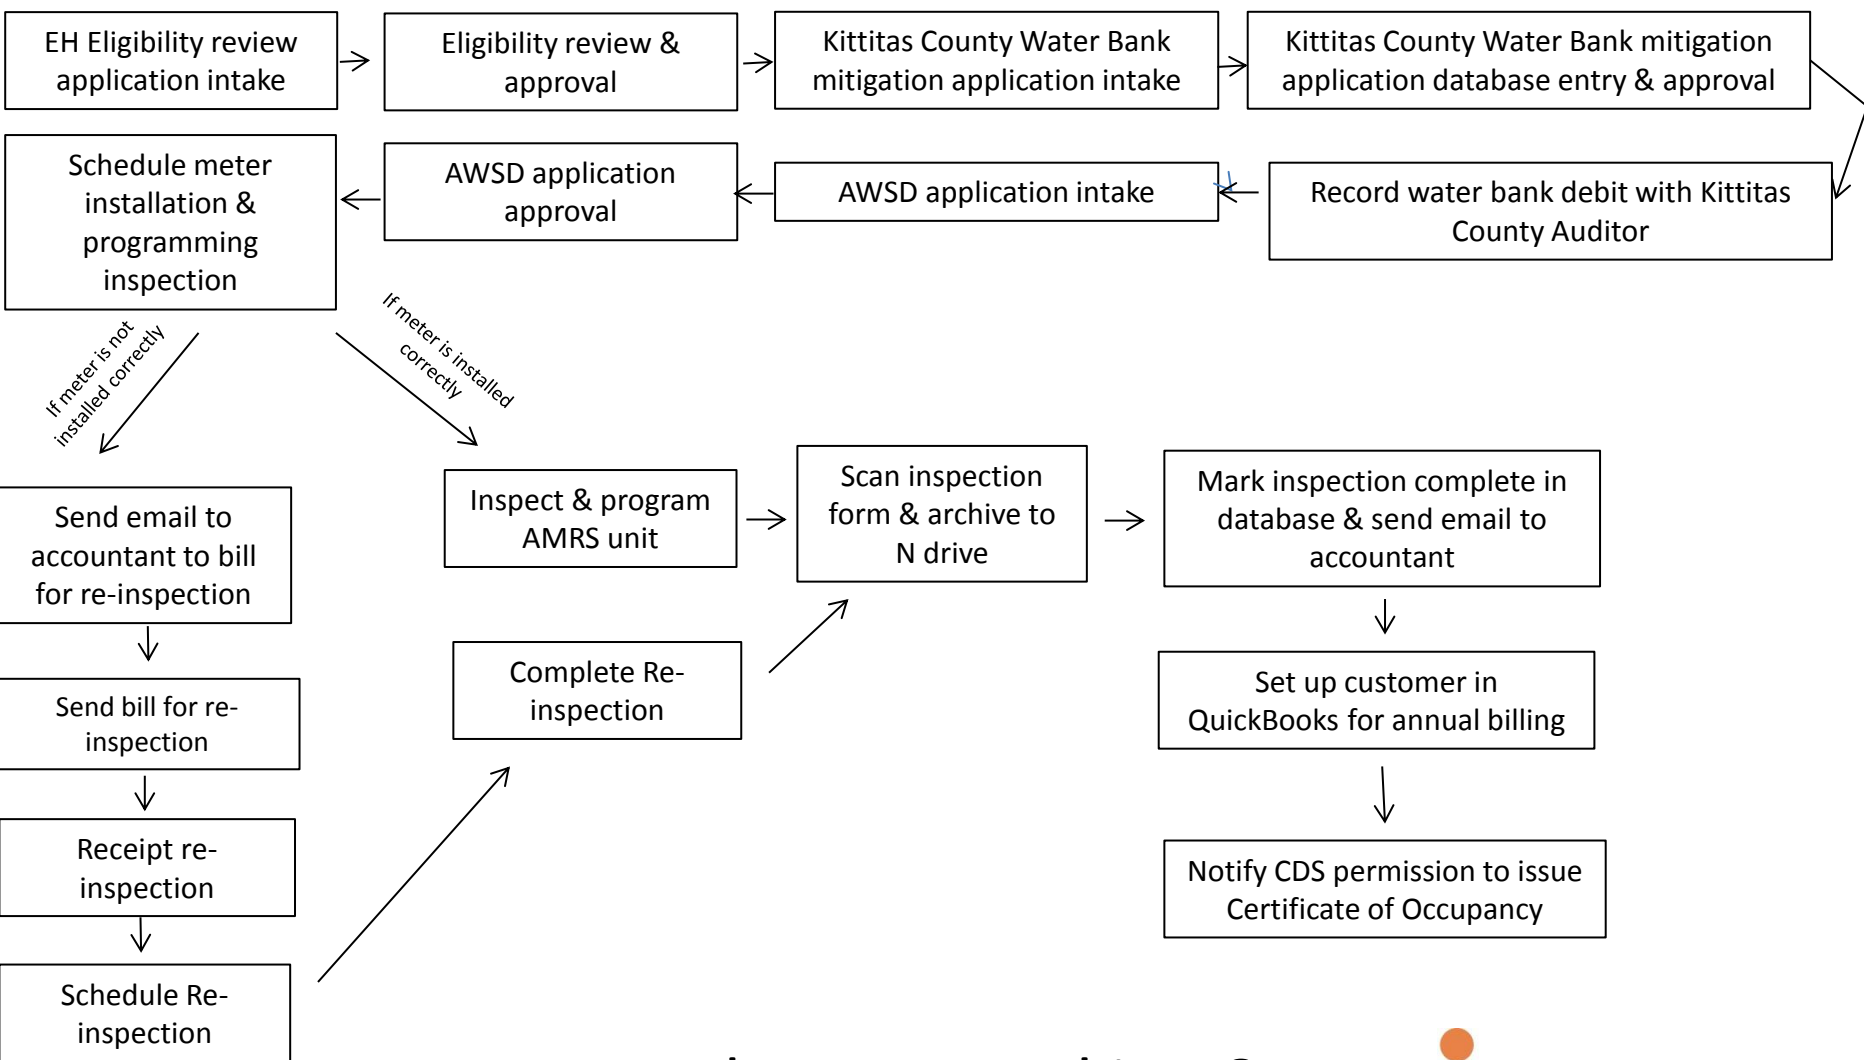 EH Eligibility review
application intake
Eligibility review &
approval
Kittitas County Water Bank
mitigation application intake
Kittitas County Water Bank mitigation
application database entry & approval
Record water bank debit with Kittitas
County Auditor
AWSD application intake
AWSD application
approval
Schedule meter
installation &
programming
inspection
If meter is not
installed correctly
If meter is installed
correctly
Send email to
accountant to bill
for re-inspection
Send bill for re-
inspection
Receipt re-
inspection
Schedule Re-
inspection
Complete Re-
inspection
Inspect & program
AMRS unit
Scan inspection
form & archive to
N drive
Mark inspection complete in
database & send email to
accountant
Set up customer in
QuickBooks for annual billing
Notify CDS permission to issue
Certificate of Occupancy